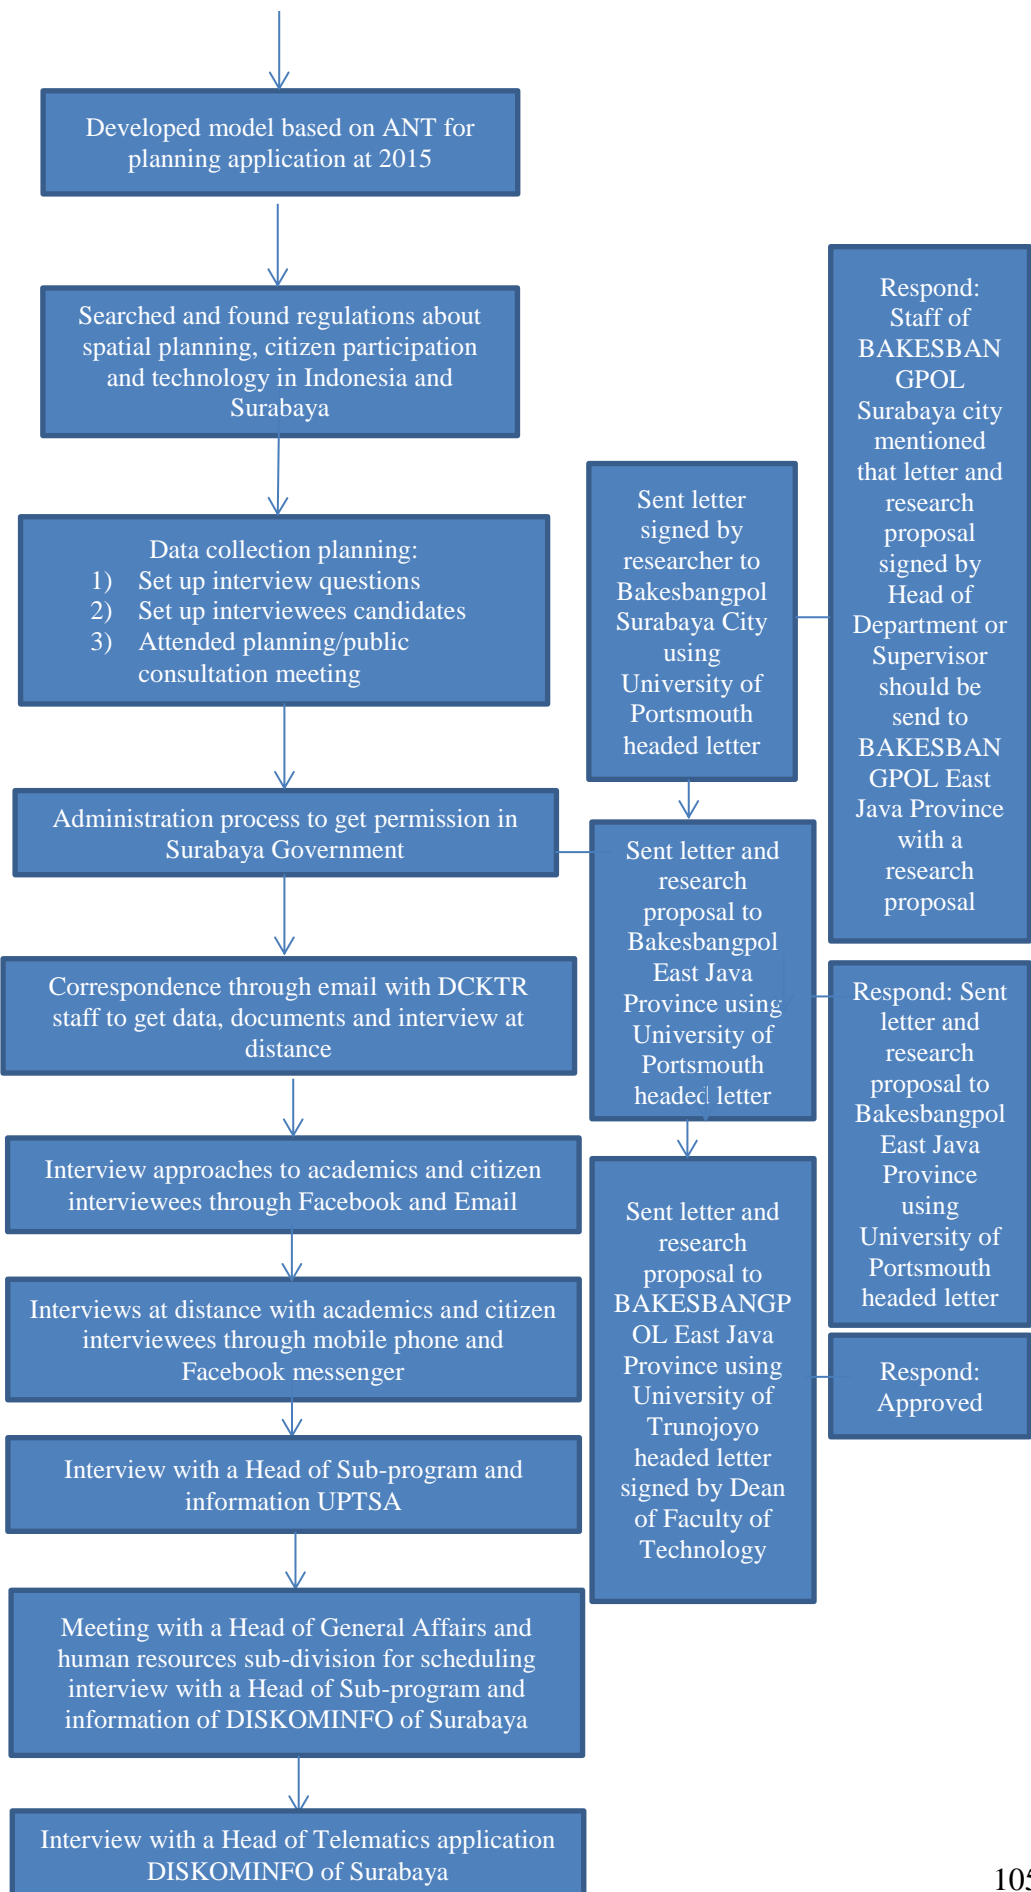 Developed model based on ANT for
planning application at 2015
Searched and found regulations about
spatial planning, citizen participation
and technology in Indonesia and
Surabaya
Data collection planning:
1) Set up interview questions
2) Set up interviewees candidates
3) Attended planning/public
consultation meeting
Administration process to get permission in
Surabaya Government
Correspondence through email with DCKTR
staff to get data, documents and interview at
distance
Interview approaches to academics and citizen
interviewees through Facebook and Email
Interviews at distance with academics and citizen
interviewees through mobile phone and
Facebook messenger
Interview with a Head of Sub-program and
information UPTSA
Meeting with a Head of General Affairs and
human resources sub-division for scheduling
interview with a Head of Sub-program and
information of DISKOMINFO of Surabaya
Interview with a Head of Telematics application
DISKOMINFO of Surabaya
Sent letter
signed by
researcher to
Bakesbangpol
Surabaya City
using
University of
Portsmouth
headed letter
Sent letter and
research
proposal to
Bakesbangpol
East Java
Province using
University of
Portsmouth
headed letter
Sent letter and
research
proposal to
BAKESBANGP
OL East Java
Province using
University of
Trunojoyo
headed letter
signed by Dean
of Faculty of
Technology
Respond:
Staff of
BAKESBAN
GPOL
Surabaya city
mentioned
that letter and
research
proposal
signed by
Head of
Department or
Supervisor
should be
send to
BAKESBAN
GPOL East
Java Province
with a
research
proposal
Respond: Sent
letter and
research
proposal to
Bakesbangpol
East Java
Province
using
University of
Portsmouth
headed letter
Respond:
Approved
105